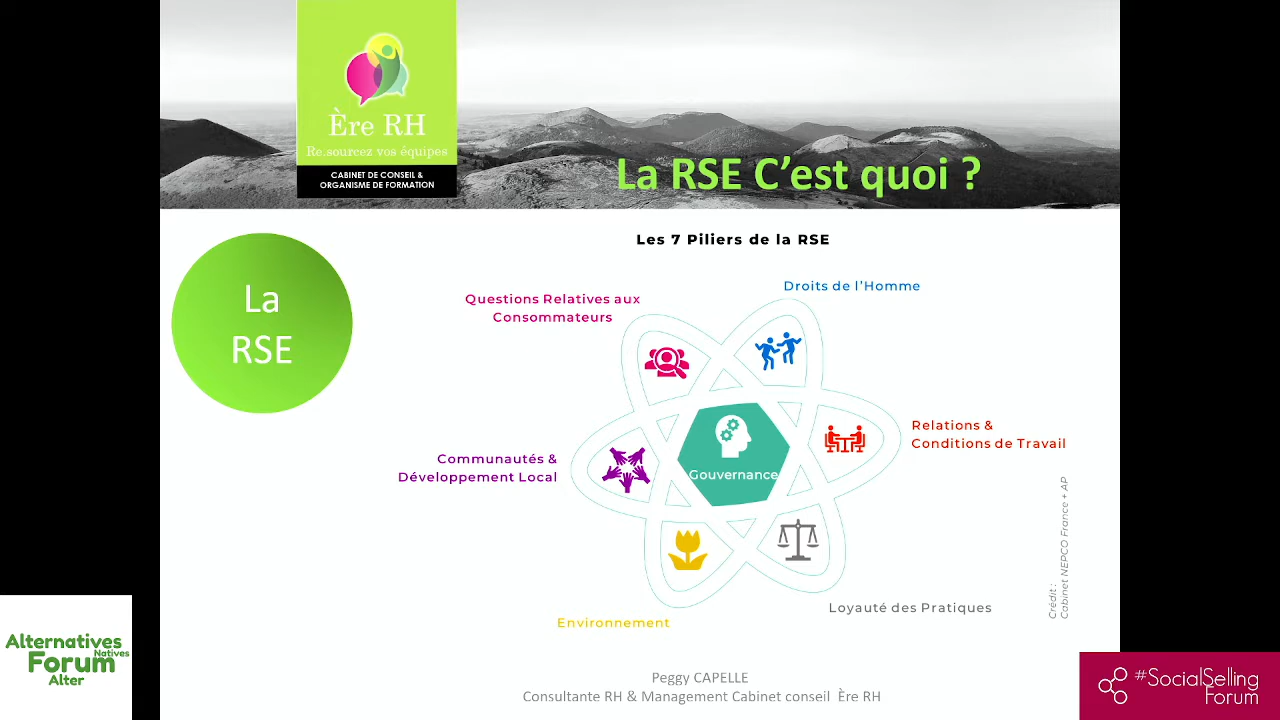 Ère RH
Re.sourcez vos équipes
CABINET DE CONSEIL &
ORGANISME DE FORMATION
La RSE C’est quoi ?
La
RSE
Les 7 Piliers de la RSE
Questions Relatives aux
Consommateurs
Droits de l’Homme
Relations &
Conditions de Travail
Communautés &
Développement Local
Gouvernance
Loyauté des Pratiques
Environnement
Crédit :
Cabinet NEPCO France + AP
Peggy CAPELLE
Consultante RH & Management Cabinet conseil Ère RH
Alternatives
Natives
Forum
Alter
#SocialSelling
Forum